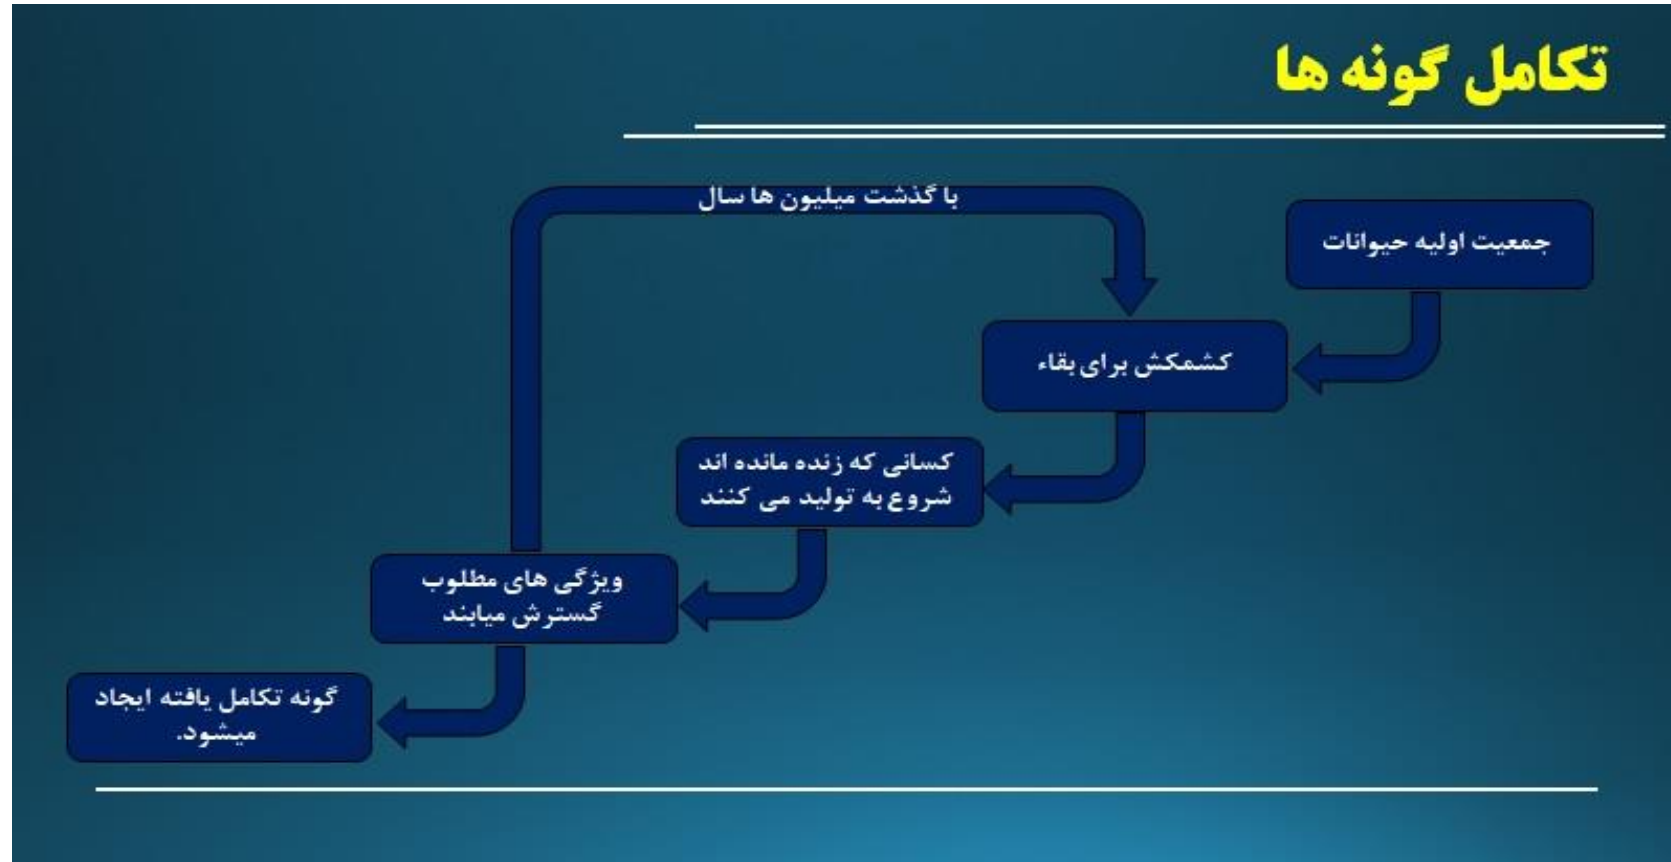 تکامل گونه ها
با گذشت میلیون ها سال
جمعیت اولیه حیوانات
کشمکش برای بقاء
کسانی که زنده مانده اند
شروع به تولید می کنند
ویژگی های مطلوب
گسترش میابند
گونه تکامل یافته ایجاد
میشود.